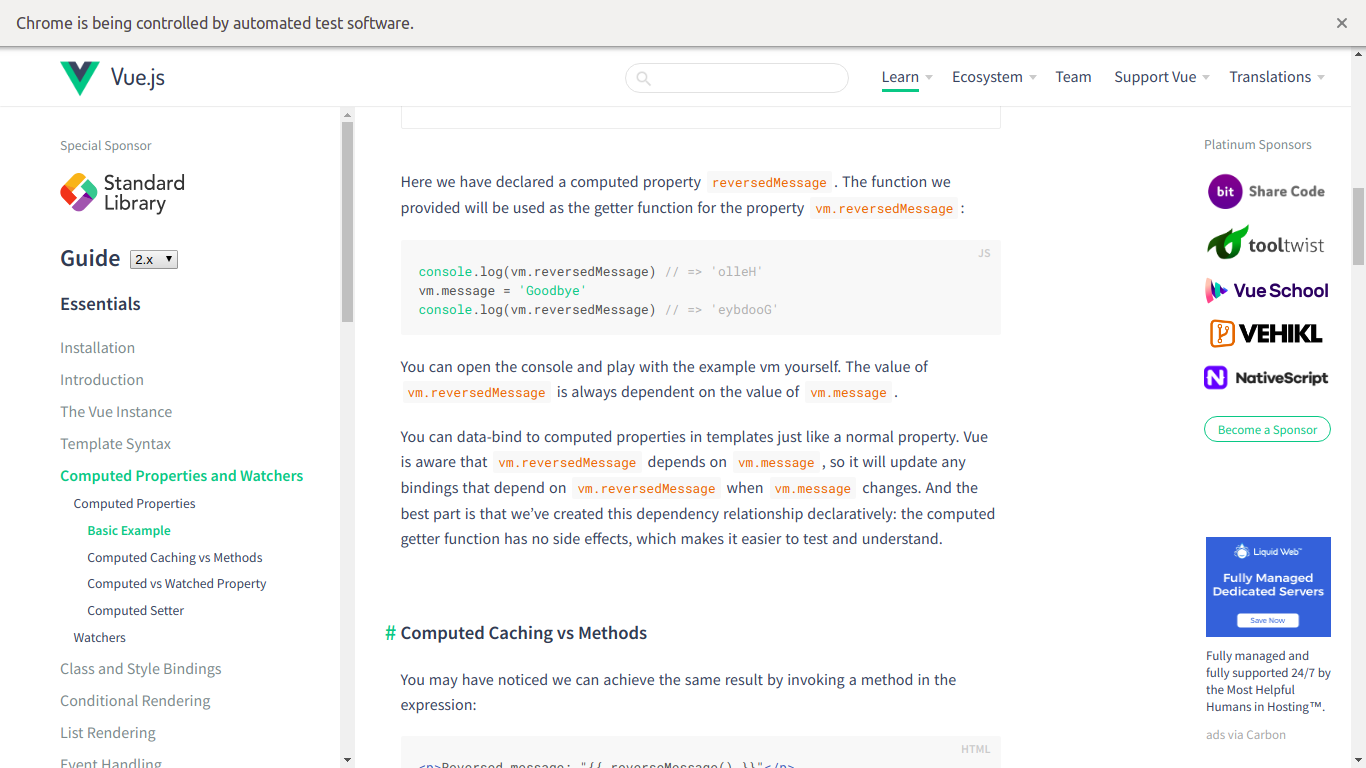 Chrome is being controlled by automated test software.
Vue.js
Learn
Ecosystem
Team
Support Vue
Translations
Special Sponsor
Standard
Library
Guide
2.x
Essentials
Installation
Introduction
The Vue Instance
Template Syntax
Computed Properties and Watchers
Computed Properties
Basic Example
Computed Caching vs Methods
Computed vs Watched Property
Computed Setter
Watchers
Class and Style Bindings
Conditional Rendering
List Rendering
Event Handling
Here we have declared a computed property reversedMessage . The function we
provided will be used as the getter function for the property vm.reversedMessage :
JS
console.log(vm.reversedMessage) // => 'olleH'
vm.message = 'Goodbye'
console.log(vm.reversedMessage) // => 'eybdooG'
You can open the console and play with the example vm yourself. The value of
vm.reversedMessage is always dependent on the value of vm.message .
You can data-bind to computed properties in templates just like a normal property. Vue
is aware that vm.reversedMessage depends on vm.message , so it will update any
bindings that depend on vm.reversedMessage when vm.message changes. And the
best part is that we’ve created this dependency relationship declaratively: the computed
getter function has no side effects, which makes it easier to test and understand.
# Computed Caching vs Methods
You may have noticed we can achieve the same result by invoking a method in the
expression:
HTML
<p>Reversed message: "{{ reverseMessage() }}"</p>
Platinum Sponsors
bit Share Code
tooltwist
Vue School
VEHIKL
NativeScript
Become a Sponsor
Liquid Web™
Fully Managed
Dedicated Servers
Save Now
Fully managed and
fully supported 24/7 by
the Most Helpful
Humans in Hosting™.
ads via Carbon